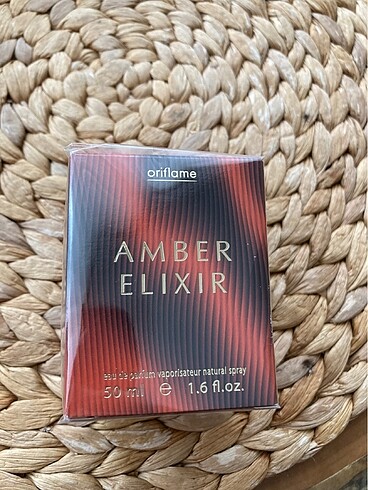 oriflame
AMBER
ELIXIR
eau de parfum vaporisateur natural spray
50 ml e 1.6 fl.oz.